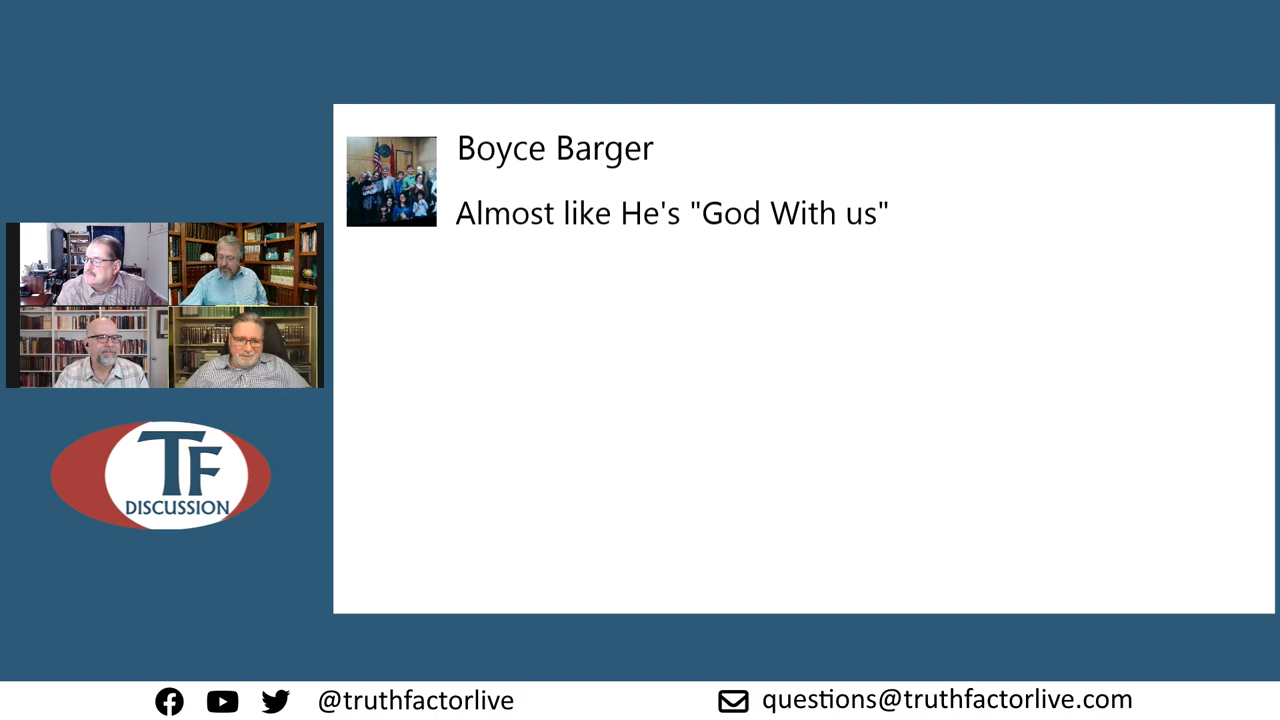 Boyce Barger
Almost like He's "God With us"
TF
DISCUSSION
@truthfactorlive
questions@truthfactorlive.com